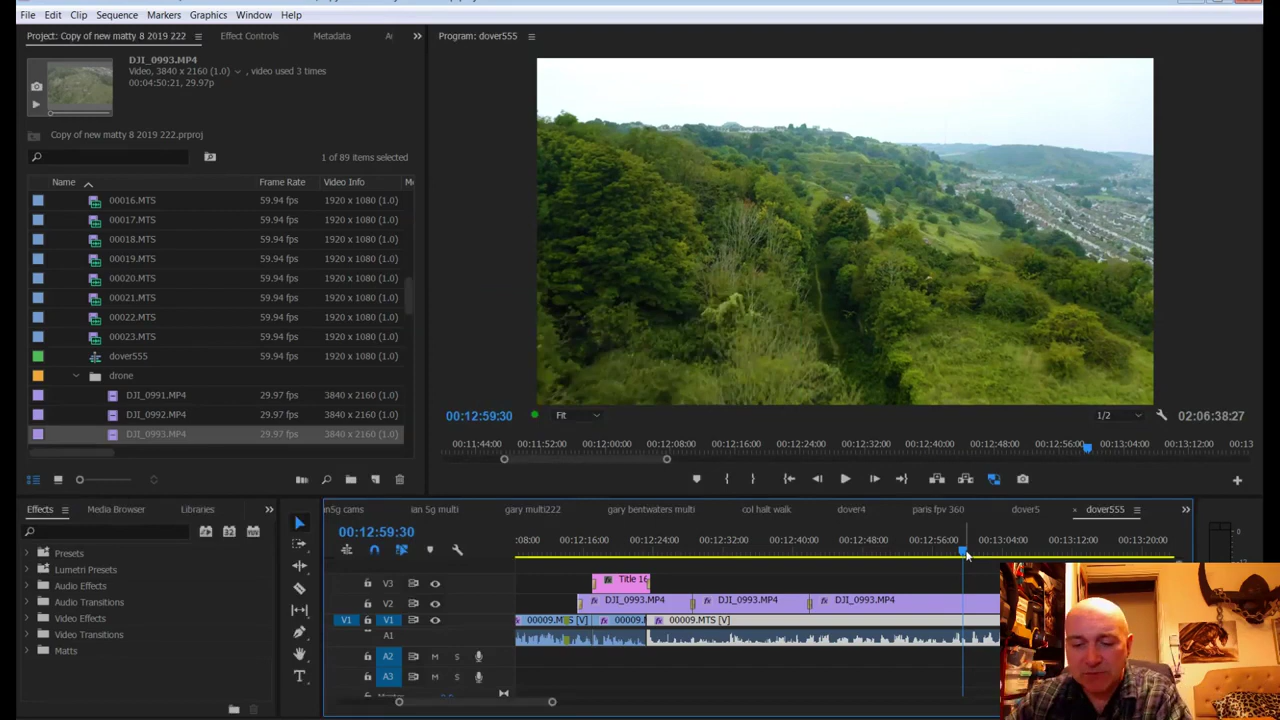 File Edit Clip Sequence Markers Graphics Window Help
Project: Copy of new matty 8 2019 222 Effect Controls Metadata
DJI_0993.MP4
Video, 3840 x 2160 (1.0) , video used 3 times
00:04:50:21, 29.97p
Copy of new matty 8 2019 222.prproj
1 of 89 items selected
Name Frame Rate Video Info
00016.MTS 59.94 fps 1920 x 1080 (1.0)
00017.MTS 59.94 fps 1920 x 1080 (1.0)
00018.MTS 59.94 fps 1920 x 1080 (1.0)
00019.MTS 59.94 fps 1920 x 1080 (1.0)
00020.MTS 59.94 fps 1920 x 1080 (1.0)
00021.MTS 59.94 fps 1920 x 1080 (1.0)
00022.MTS 59.94 fps 1920 x 1080 (1.0)
00023.MTS 59.94 fps 1920 x 1080 (1.0)
dover555 59.94 fps 1920 x 1080 (1.0)
drone
DJI_0991.MP4 29.97 fps 3840 x 2160 (1.0)
DJI_0992.MP4 29.97 fps 3840 x 2160 (1.0)
DJI_0993.MP4 29.97 fps 3840 x 2160 (1.0)
Program: dover555
00:12:59:30 Fit 1/2 02:06:38:27
00:11:44:00 00:11:52:00 00:12:00:00 00:12:08:00 00:12:16:00 00:12:24:00 00:12:32:00 00:12:40:00 00:12:48:00 00:12:56:00 00:13:04:00 00:13:12:00 00:13
Effects Media Browser Libraries
Presets
Lumetri Presets
Audio Effects
Audio Transitions
Video Effects
Video Transitions
Matts
in5g cams ian 5g multi gary multi222 gary bentwaters multi col halt walk dover4 paris fpv 360 dover5 dover555
00:12:59:30
:08:00 00:12:16:00 00:12:24:00 00:12:32:00 00:12:40:00 00:12:48:00 00:12:56:00 00:13:04:00 00:13:12:00 00:13:20:00
V3 Title 16
V2 DJI_0993.MP4 DJI_0993.MP4 DJI_0993.MP4
V1 V1 00009.MTS [V] 00009.M 00009.MTS [V]
A1
A2 M S
A3 M S